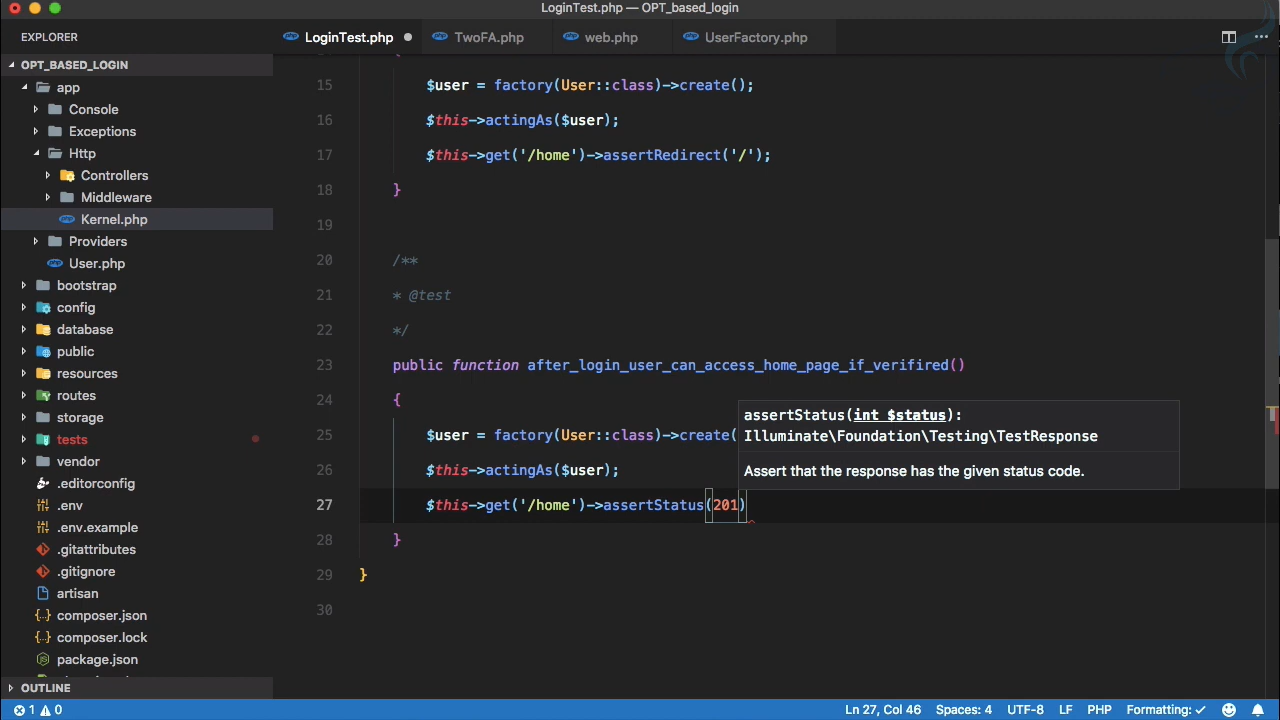 LoginTest.php — OPT_based_login
EXPLORER
LoginTest.php
TwoFA.php
web.php
UserFactory.php
OPT_BASED_LOGIN
app
Console
Exceptions
Http
Controllers
Middleware
Kernel.php
Providers
User.php
bootstrap
config
database
public
resources
routes
storage
tests
vendor
.editorconfig
.env
.env.example
.gitattributes
.gitignore
artisan
composer.json
composer.lock
package.json
OUTLINE
15 $user = factory(User::class)->create();
16 $this->actingAs($user);
17 $this->get('/home')->assertRedirect('/');
18 }
19
20 /**
21 * @test
22 */
23 public function after_login_user_can_access_home_page_if_verifired()
24 {
25 $user = factory(User::class)->create(
26 $this->actingAs($user);
27 $this->get('/home')->assertStatus(201)
28 }
29 }
30
assertStatus(int $status):
Illuminate\Foundation\Testing\TestResponse
Assert that the response has the given status code.
1 0 Ln 27, Col 46 Spaces: 4 UTF-8 LF PHP Formatting: ✓